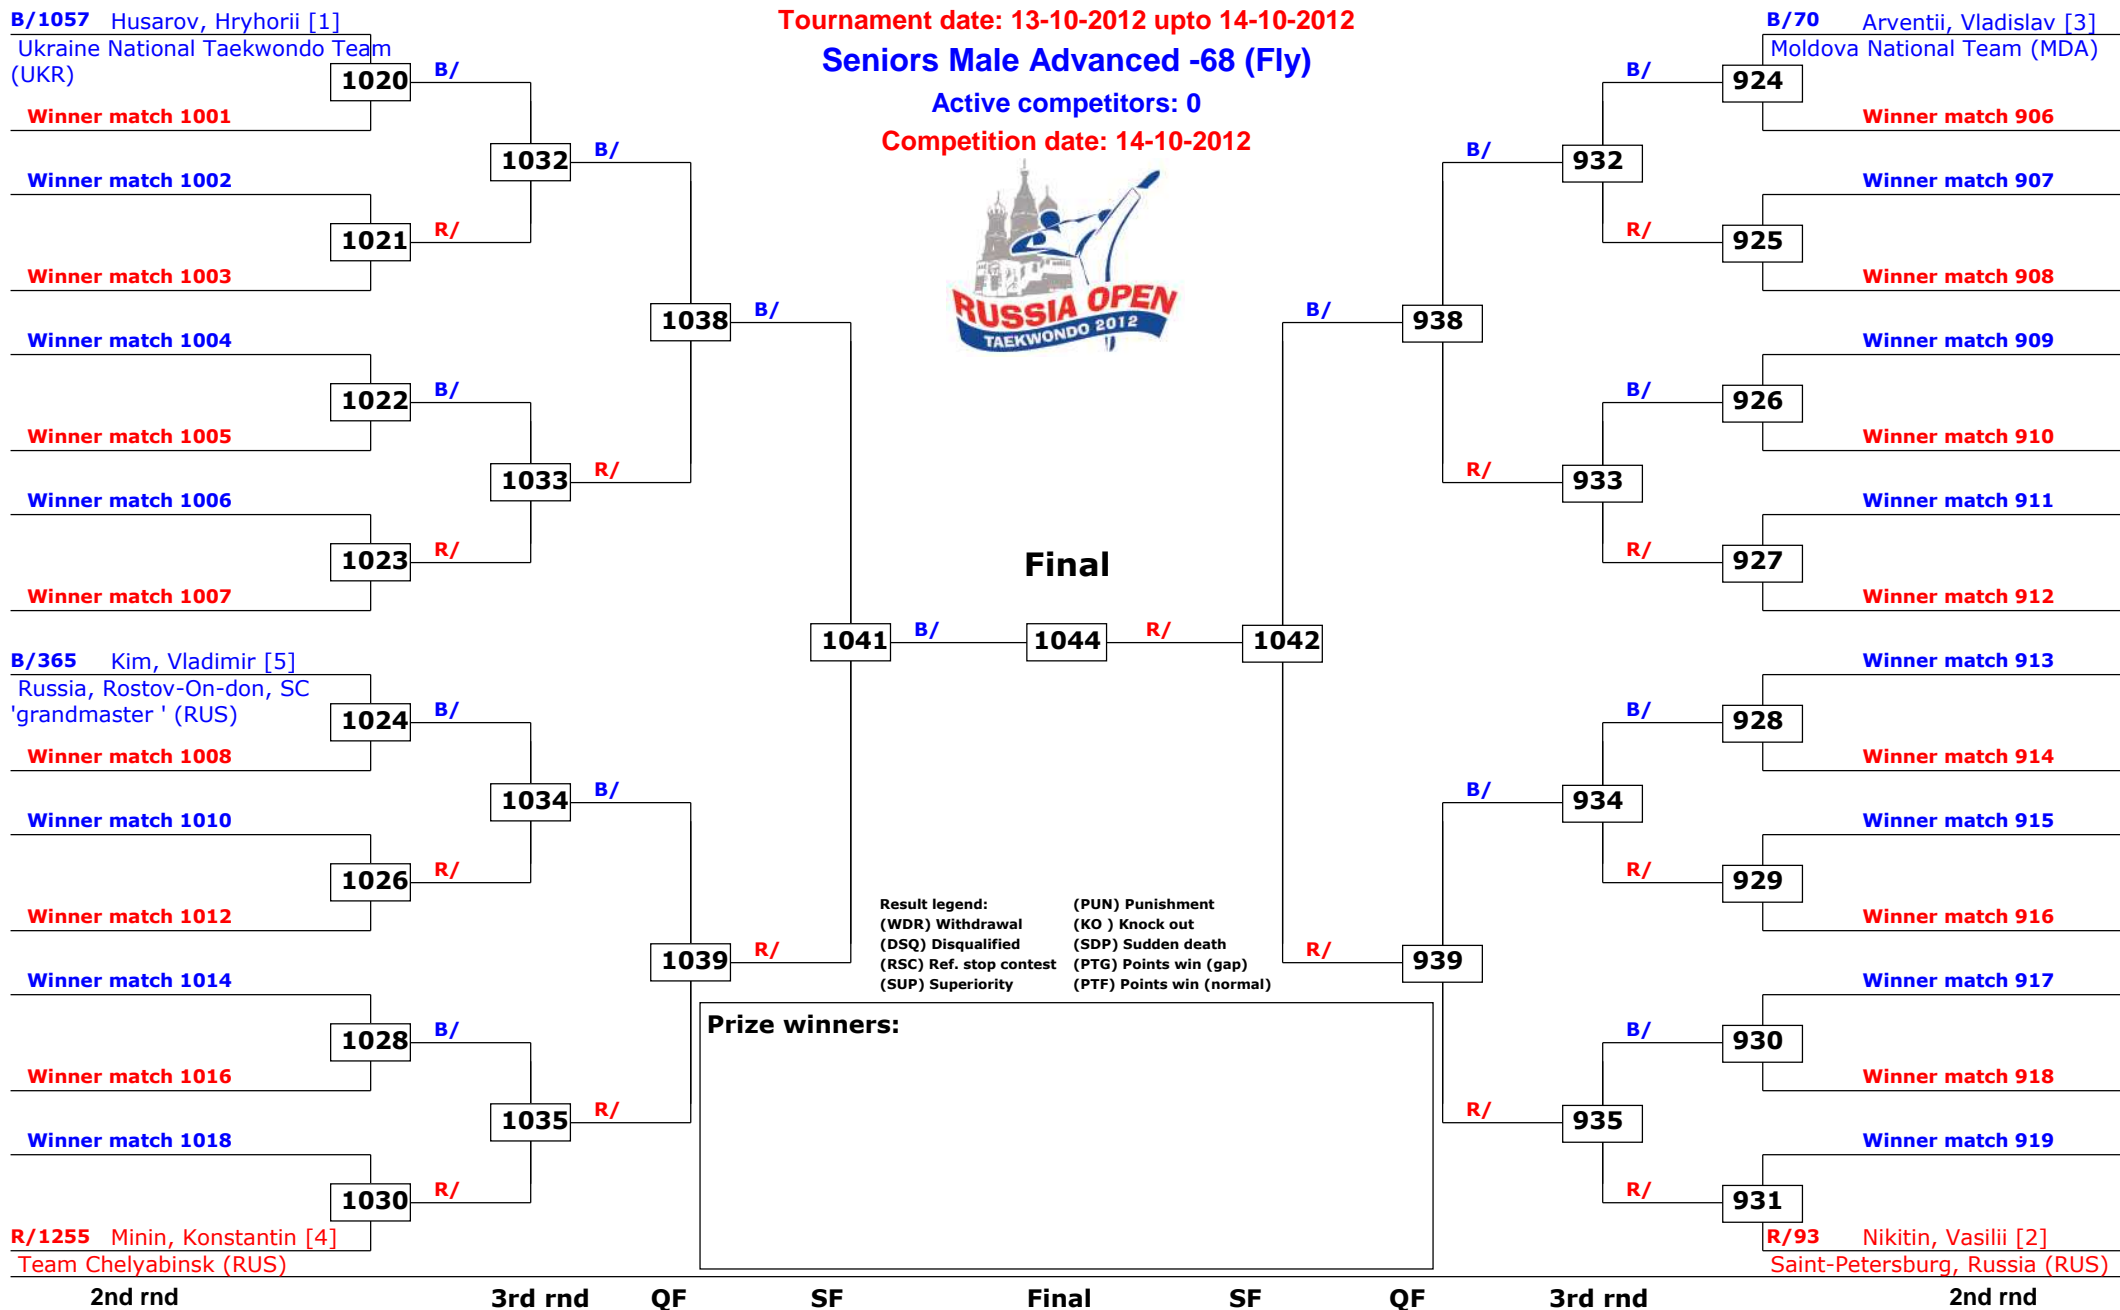 Tournament date: 13-10-2012 upto 14-10-2012
Seniors Male Advanced -68 (Fly)
Active competitors: 0
Competition date: 14-10-2012
RUSSIA OPEN
TAEKWONDO 2012
B/1057 Husarov, Hryhorii [1]
Ukraine National Taekwondo Team
(UKR)
1020
B/
Winner match 1001
1032
B/
Winner match 1002
1021
R/
Winner match 1003
1038
B/
Winner match 1004
1022
B/
Winner match 1005
1033
R/
Winner match 1006
1023
R/
Winner match 1007
1041
B/
B/365 Kim, Vladimir [5]
Russia, Rostov-On-don, SC
'grandmaster ' (RUS)
1024
B/
Winner match 1008
1034
B/
Winner match 1010
1026
R/
Winner match 1012
1039
R/
Winner match 1014
1028
B/
Winner match 1016
1035
R/
Winner match 1018
1030
R/
R/1255 Minin, Konstantin [4]
Team Chelyabinsk (RUS)
Final
1044
R/
1042
B/70 Arventii, Vladislav [3]
Moldova National Team (MDA)
B/
924
Winner match 906
B/
932
Winner match 907
R/
925
Winner match 908
B/
938
Winner match 909
B/
926
Winner match 910
R/
933
Winner match 911
R/
927
Winner match 912
Winner match 913
B/
928
Winner match 914
B/
934
Winner match 915
R/
929
Winner match 916
R/
939
Winner match 917
B/
930
Winner match 918
R/
935
Winner match 919
R/
931
R/93 Nikitin, Vasilii [2]
Saint-Petersburg, Russia (RUS)
Result legend: (PUN) Punishment
(WDR) Withdrawal (KO ) Knock out
(DSQ) Disqualified (SDP) Sudden death
(RSC) Ref. stop contest (PTG) Points win (gap)
(SUP) Superiority (PTF) Points win (normal)
Prize winners:
2nd rnd 3rd rnd QF SF Final SF QF 3rd rnd 2nd rnd